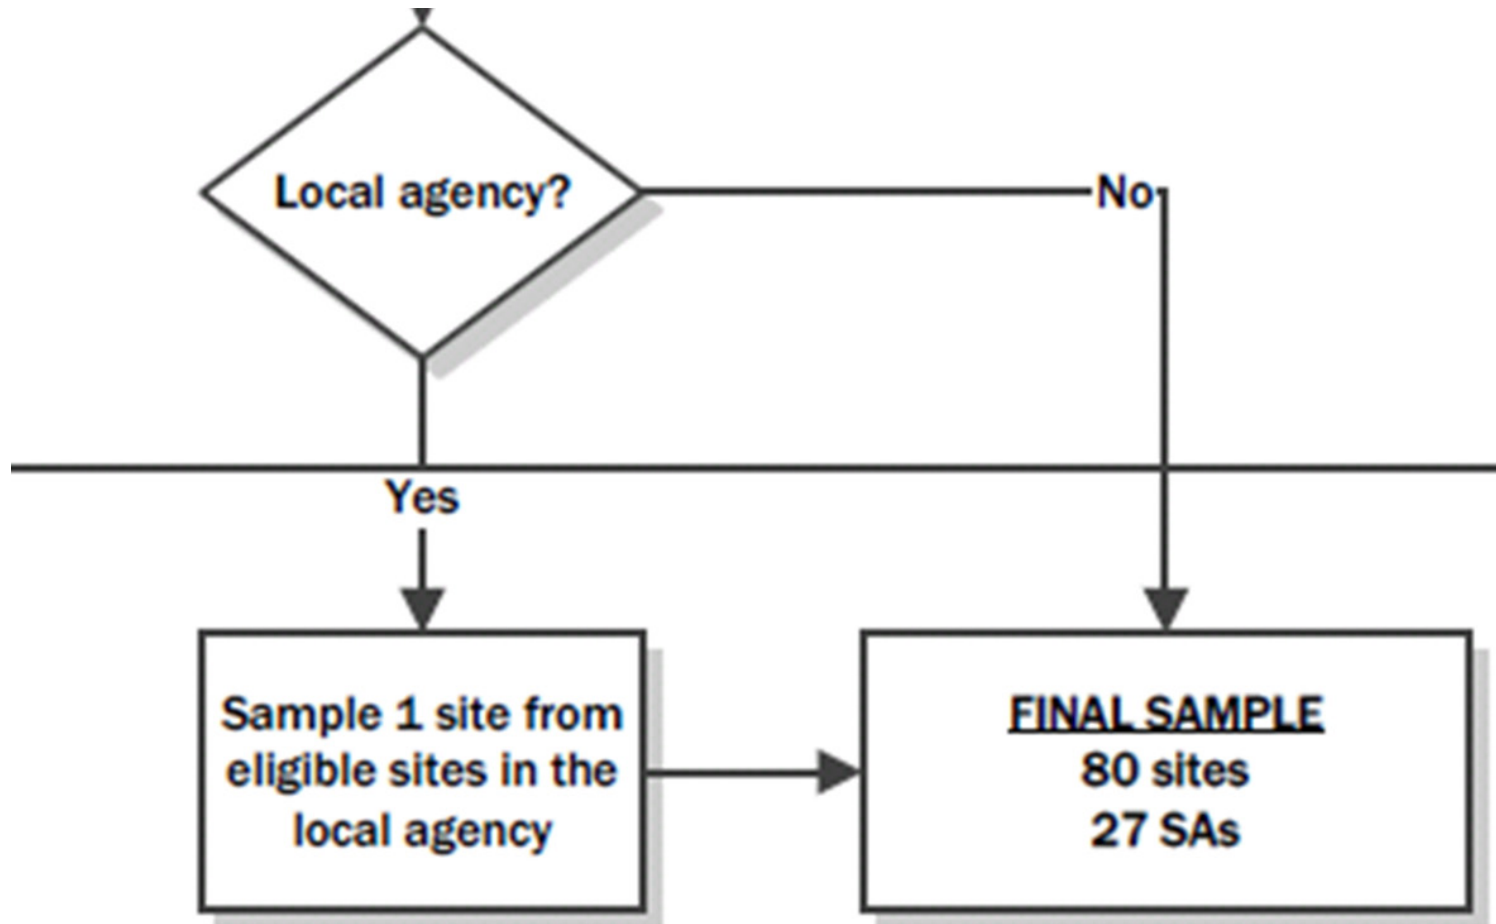 Local agency?
No
Yes
Sample 1 site from
eligible sites in the
local agency
FINAL SAMPLE
80 sites
27 SAs